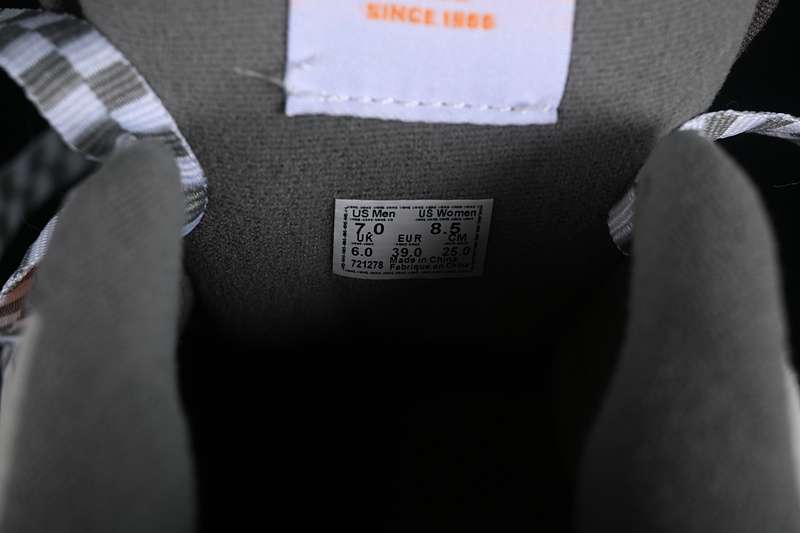 SINCE 1966
US Men US Women
7.0 8.5
UK EUR CM
6.0 39.0 25.0
721278 Made in China
Fabriqué en Chine